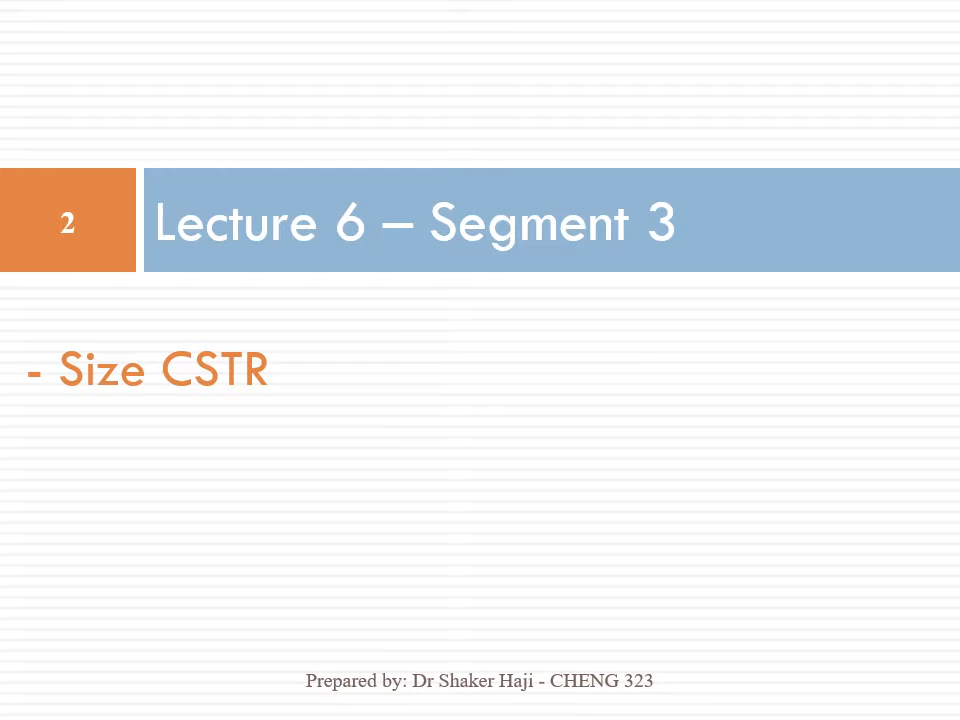 2
Lecture 6 – Segment 3
- Size CSTR
Prepared by: Dr Shaker Haji - CHENG 323